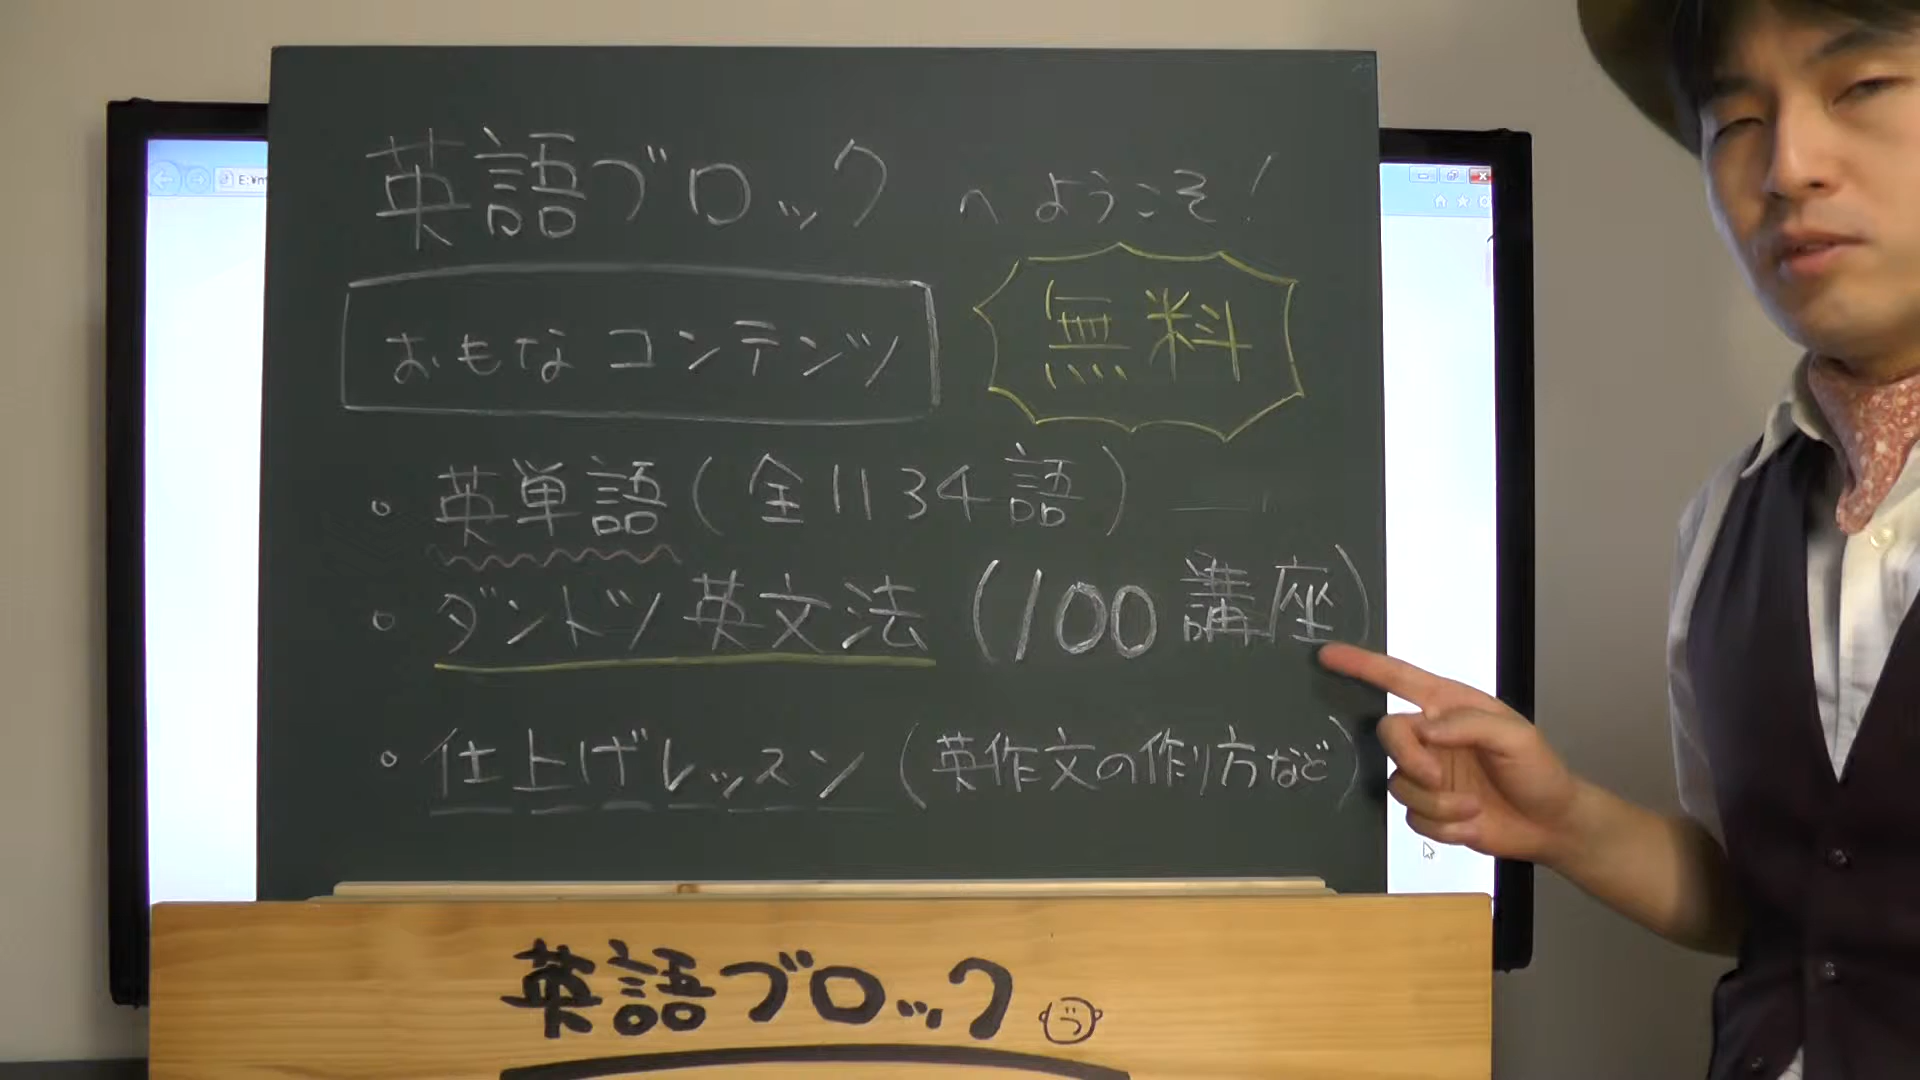 英語ブロックへようこそ!
おもなコンテンツ
無料
・英単語(全1134語)
・ダントツ英文法(100講座)
・仕上げレッスン(英作文の作り方など)
英語ブロック
E:¥m